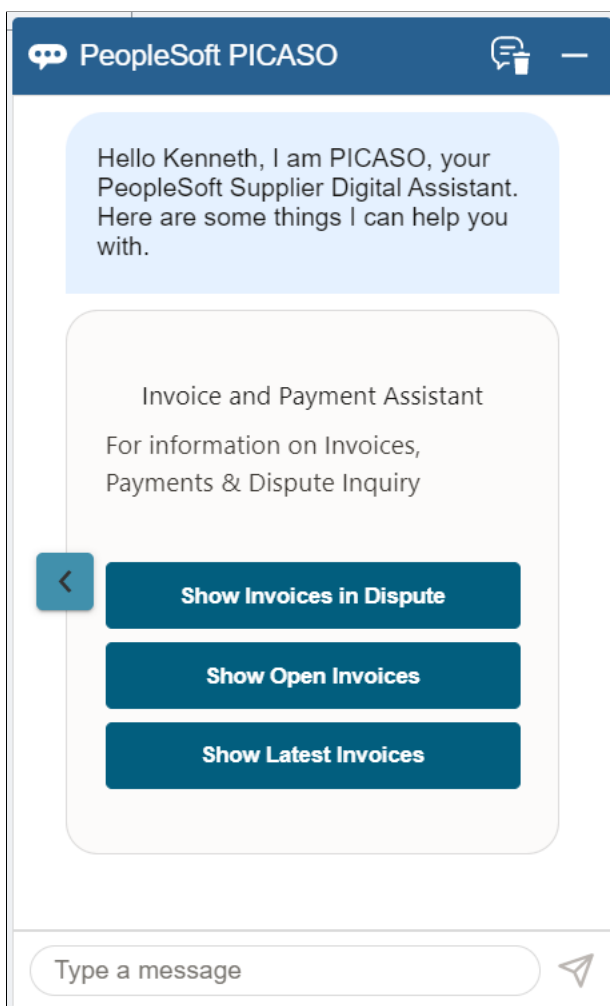 PeopleSoft PICASO
Hello Kenneth, I am PICASO, your
PeopleSoft Supplier Digital Assistant.
Here are some things I can help you
with.
Invoice and Payment Assistant
For information on Invoices,
Payments & Dispute Inquiry
Show Invoices in Dispute
Show Open Invoices
Show Latest Invoices
Type a message